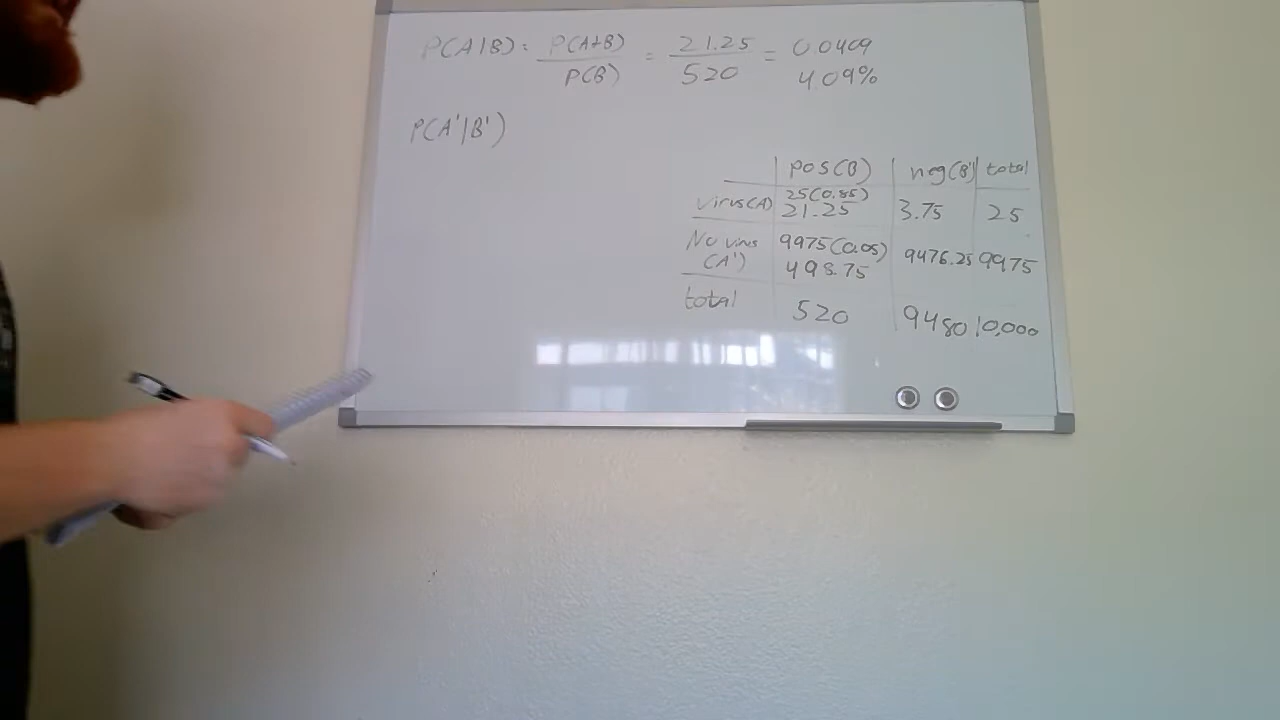 P(A|B): P(A+B) / P(B) = 21.25 / 520 = 0.0409
4.09%
P(A'|B')
pos(B) neg(B') total
25(0.85)
virus(A) 21.25 3.75 25
No virus 9975(0.05) 9476.25 9975
(A') 498.75
total 520 9480 10,000